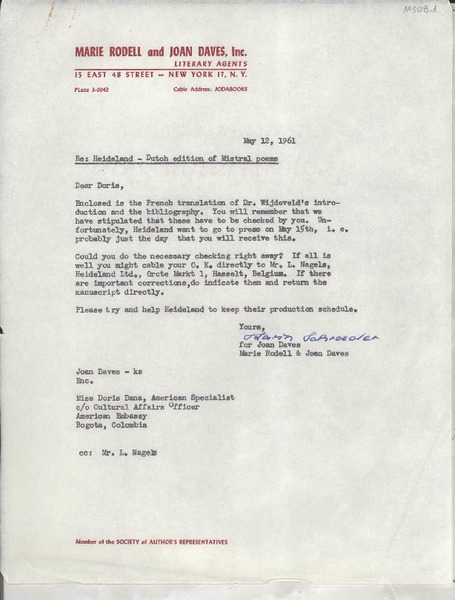 MS08.1
MARIE RODELL and JOAN DAVES, Inc.
LITERARY AGENTS
15 EAST 48 STREET — NEW YORK 17, N. Y.
Plaza 3-0042 Cable Address: JODABOOKS
May 12, 1961
Re: Heideland - Dutch edition of Mistral poems
Dear Doris,
Enclosed is the French translation of Dr. Wijdeveld's intro-
duction and the bibliography. You will remember that we
have stipulated that these have to be checked by you. Un-
fortunately, Heideland want to go to press on May 15th, i. e.
probably just the day that you will receive this.
Could you do the necessary checking right away? If all is
well you might cable your O. K. directly to Mr. L. Nagels,
Heideland Ltd., Grote Markt 1, Hasselt, Belgium. If there
are important corrections,do indicate them and return the
manuscript directly.
Please try and help Heideland to keep their production schedule.
Yours,
Karin Schroeder
for Joan Daves
Marie Rodell & Joan Daves
Joan Daves - ks
Enc.
Miss Doris Dana, American Specialist
c/o Cultural Affairs Officer
American Embassy
Bogota, Colombia
cc: Mr. L. Nagels
Member of the SOCIETY of AUTHOR'S REPRESENTATIVES